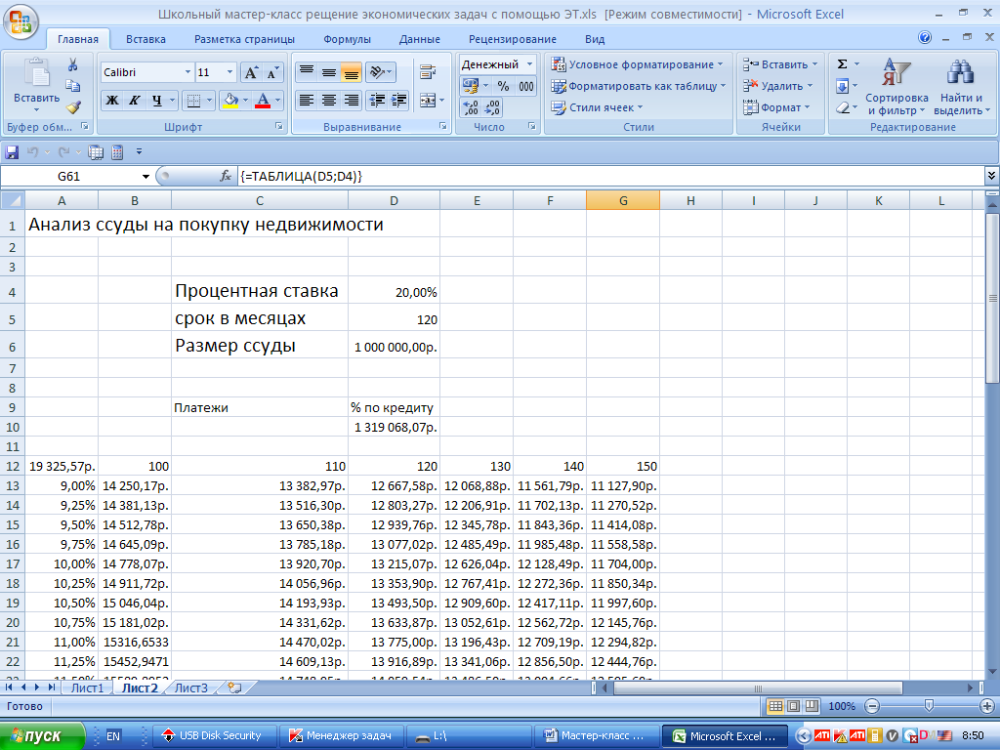 Школьный мастер-класс рещение экономических задач с помощью ЭТ.xls [Режим совместимости] - Microsoft Excel
Главная Вставка Разметка страницы Формулы Данные Рецензирование Вид
Вставить
Calibri 11
Ж К Ч
Денежный
% 000
Условное форматирование
Форматировать как таблицу
Стили ячеек
Вставить
Удалить
Формат
Σ
Сортировка и фильтр
Найти и выделить
Буфер обм... Шрифт Выравнивание Число Стили Ячейки Редактирование
G61 fx {=ТАБЛИЦА(D5;D4)}
A B C D E F G H I J K L
1 Анализ ссуды на покупку недвижимости
2
3
4 Процентная ставка 20,00%
5 срок в месяцах 120
6 Размер ссуды 1 000 000,00р.
7
8
9 Платежи % по кредиту
10 1 319 068,07р.
11
12 19 325,57р. 100 110 120 130 140 150
13 9,00% 14 250,17р. 13 382,97р. 12 667,58р. 12 068,88р. 11 561,79р. 11 127,90р.
14 9,25% 14 381,13р. 13 516,30р. 12 803,27р. 12 206,91р. 11 702,13р. 11 270,52р.
15 9,50% 14 512,78р. 13 650,38р. 12 939,76р. 12 345,78р. 11 843,36р. 11 414,08р.
16 9,75% 14 645,09р. 13 785,18р. 13 077,02р. 12 485,49р. 11 985,48р. 11 558,58р.
17 10,00% 14 778,07р. 13 920,70р. 13 215,07р. 12 626,04р. 12 128,49р. 11 704,00р.
18 10,25% 14 911,72р. 14 056,96р. 13 353,90р. 12 767,41р. 12 272,36р. 11 850,34р.
19 10,50% 15 046,04р. 14 193,93р. 13 493,50р. 12 909,60р. 12 417,11р. 11 997,60р.
20 10,75% 15 181,02р. 14 331,62р. 13 633,87р. 13 052,61р. 12 562,72р. 12 145,76р.
21 11,00% 15316,6533 14 470,02р. 13 775,00р. 13 196,43р. 12 709,19р. 12 294,82р.
22 11,25% 15452,9471 14 609,13р. 13 916,89р. 13 341,06р. 12 856,50р. 12 444,76р.
Лист1 Лист2 Лист3
Готово 100%
пуск EN USB Disk Security Менеджер задач L:\ Мастер-класс ... Microsoft Excel ... 8:50